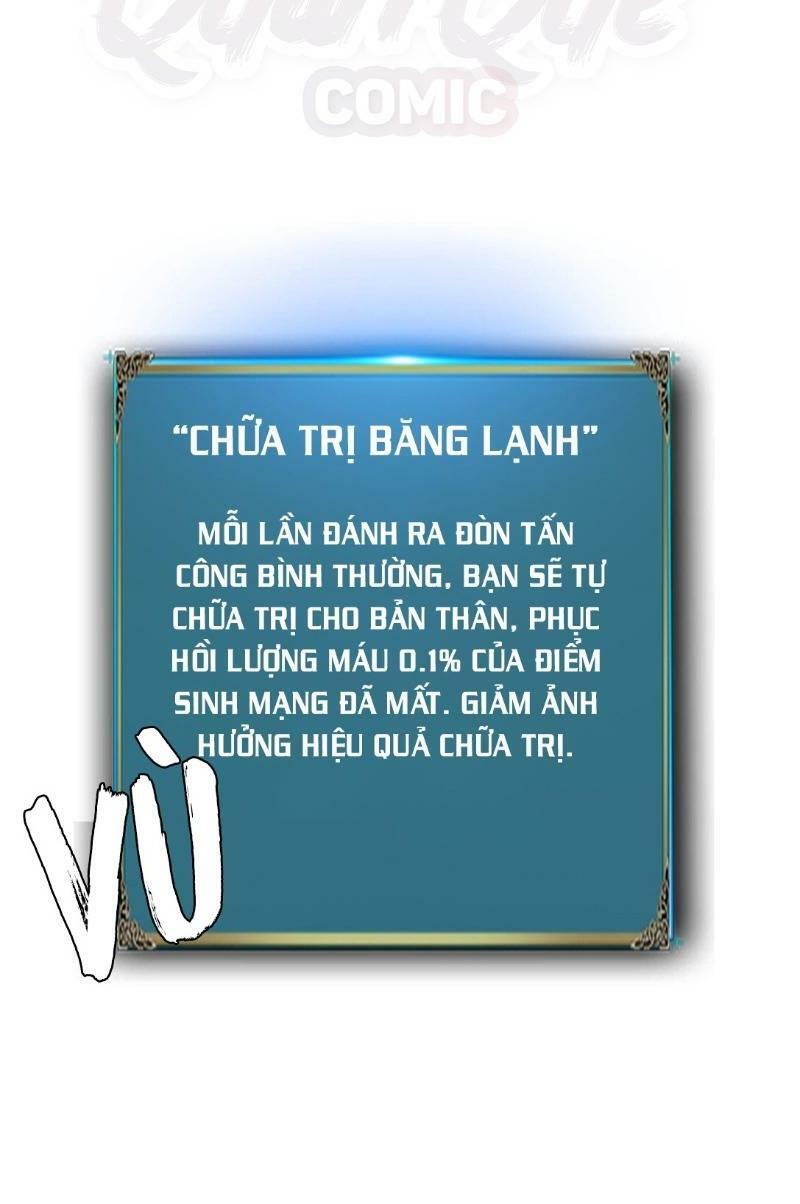 COMIC
“CHỮA TRỊ BĂNG LẠNH”
MỖI LẦN ĐÁNH RA ĐÒN TẤN
CÔNG BÌNH THƯỜNG, BẠN SẼ TỰ
CHỮA TRỊ CHO BẢN THÂN, PHỤC
HỒI LƯỢNG MÁU 0.1% CỦA ĐIỂM
SINH MẠNG ĐÃ MẤT. GIẢM ẢNH
HƯỞNG HIỆU QUẢ CHỮA TRỊ.
VÙ